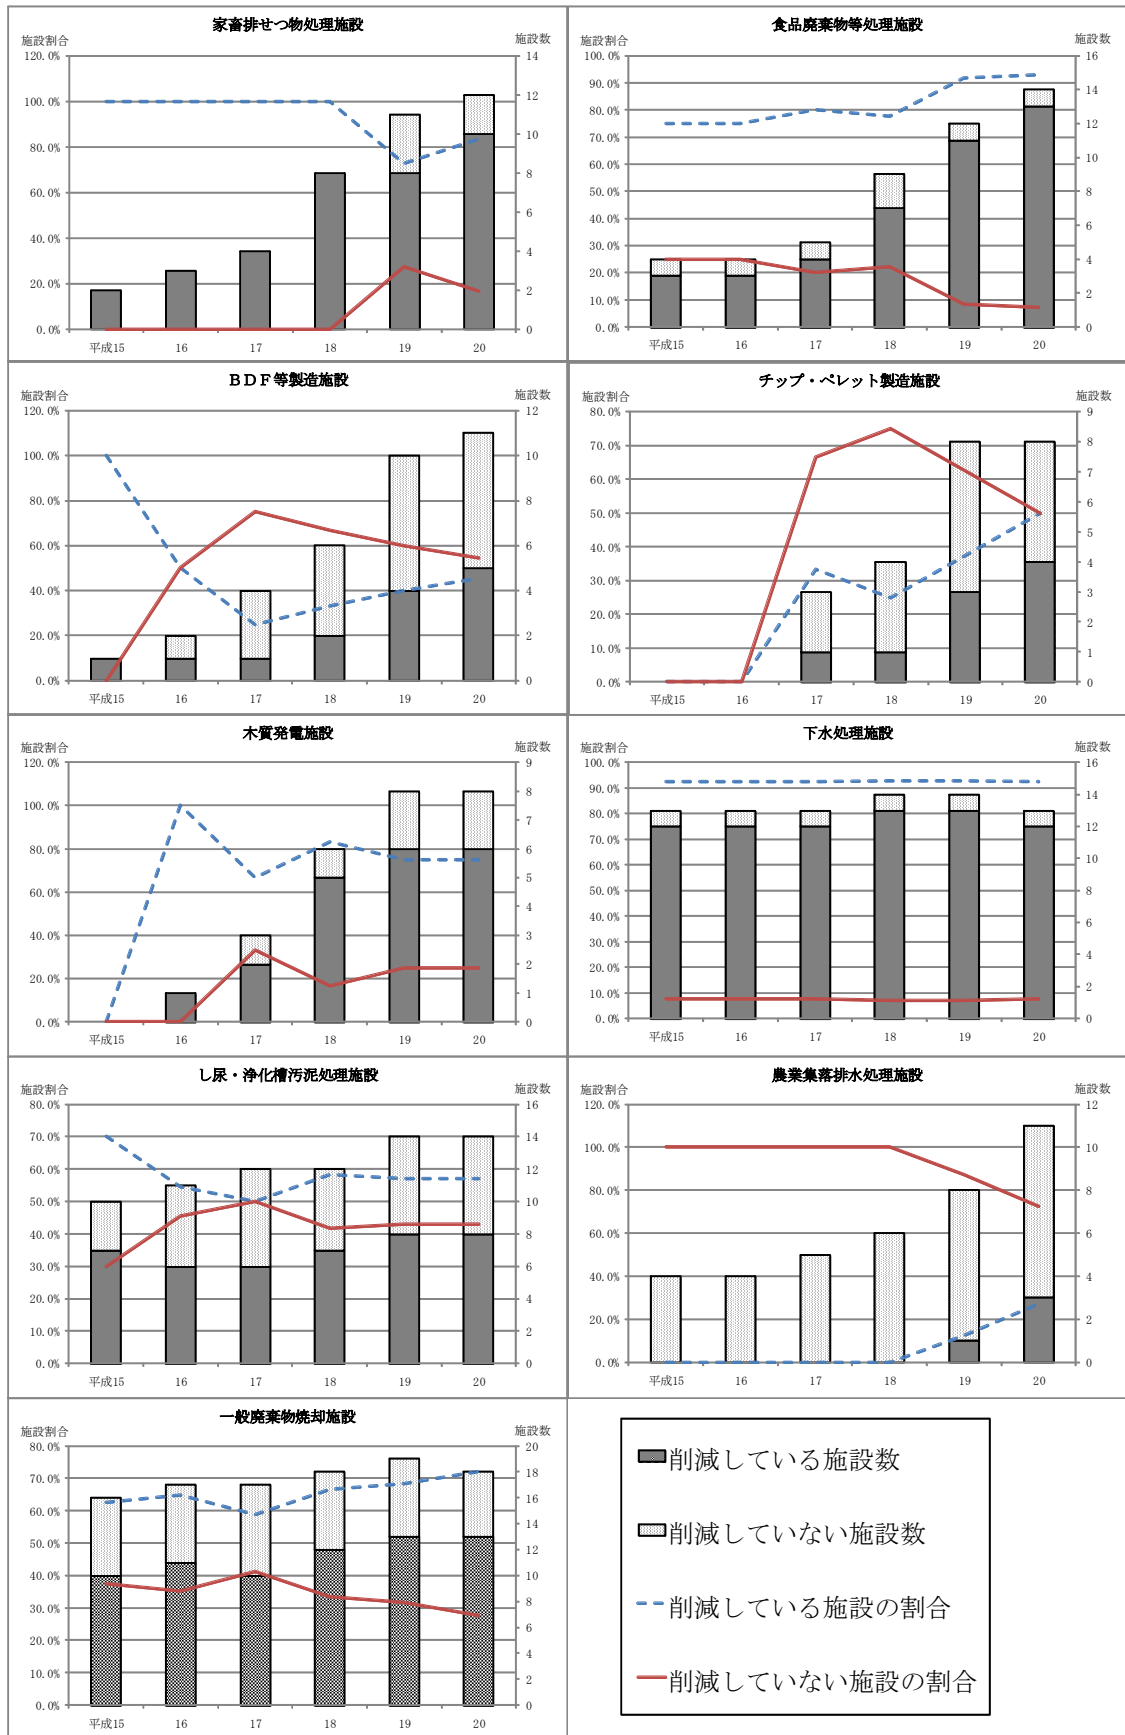 家畜排せつ物処理施設
施設割合 施設数
120.0% 14
100.0% 12
80.0% 10
60.0% 8
40.0% 6
20.0% 4
0.0% 2
0
平成15 16 17 18 19 20
食品廃棄物等処理施設
施設割合 施設数
100.0% 16
90.0% 14
80.0% 12
70.0% 10
60.0% 8
50.0% 6
40.0% 4
30.0% 2
20.0% 0
10.0%
0.0%
平成15 16 17 18 19 20
BDF等製造施設
施設割合 施設数
120.0% 12
100.0% 10
80.0% 8
60.0% 6
40.0% 4
20.0% 2
0.0% 0
平成15 16 17 18 19 20
チップ・ペレット製造施設
施設割合 施設数
80.0% 9
70.0% 8
60.0% 7
50.0% 6
40.0% 5
30.0% 4
20.0% 3
10.0% 2
0.0% 1
0
平成15 16 17 18 19 20
木質発電施設
施設割合 施設数
120.0% 9
100.0% 8
80.0% 7
60.0% 6
40.0% 5
20.0% 4
0.0% 3
2
1
0
平成15 16 17 18 19 20
下水処理施設
施設割合 施設数
100.0% 16
90.0% 14
80.0% 12
70.0% 10
60.0% 8
50.0% 6
40.0% 4
30.0% 2
20.0% 0
10.0%
0.0%
平成15 16 17 18 19 20
し尿・浄化槽汚泥処理施設
施設割合 施設数
80.0% 16
70.0% 14
60.0% 12
50.0% 10
40.0% 8
30.0% 6
20.0% 4
10.0% 2
0.0% 0
平成15 16 17 18 19 20
農業集落排水処理施設
施設割合 施設数
120.0% 12
100.0% 10
80.0% 8
60.0% 6
40.0% 4
20.0% 2
0.0% 0
平成15 16 17 18 19 20
一般廃棄物焼却施設
施設割合 施設数
80.0% 20
70.0% 18
60.0% 16
50.0% 14
40.0% 12
30.0% 10
20.0% 8
10.0% 6
0.0% 4
2
0
平成15 16 17 18 19 20
削減している施設数
削減していない施設数
削減している施設の割合
削減していない施設の割合